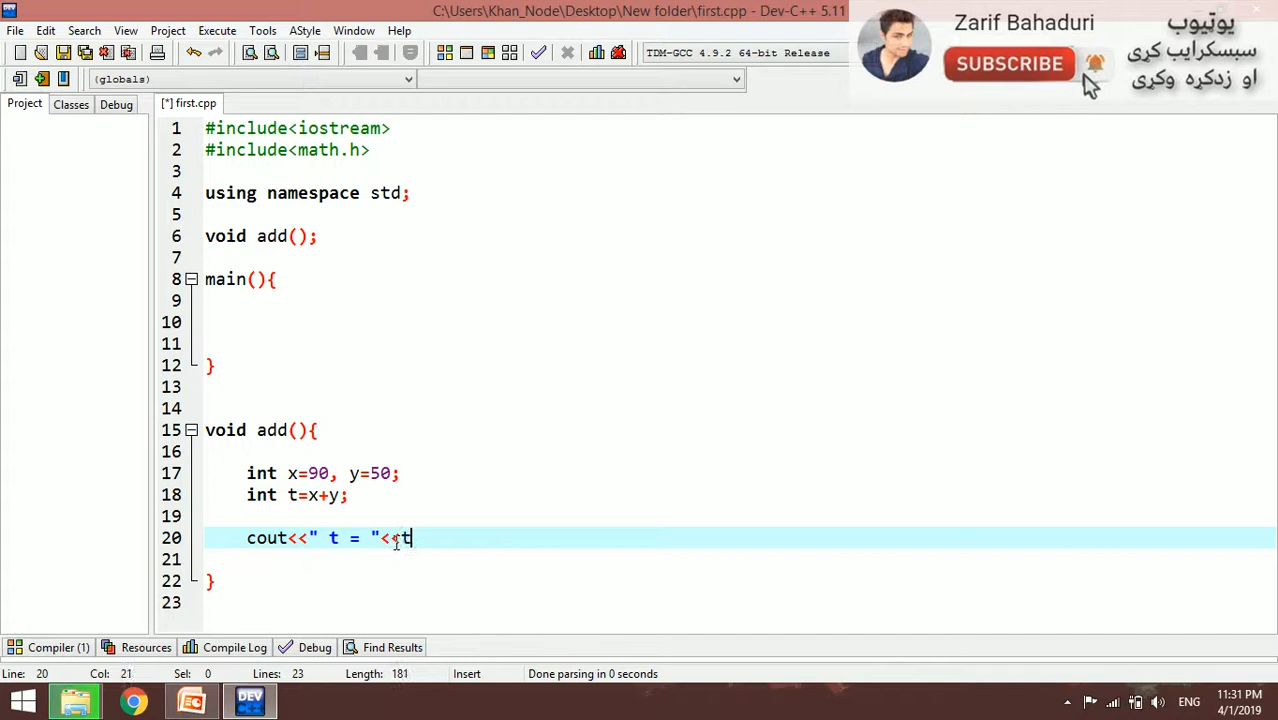 C:\Users\Khan_Node\Desktop\New folder\first.cpp - Dev-C++ 5.11
File Edit Search View Project Execute Tools AStyle Window Help
TDM-GCC 4.9.2 64-bit Release
(globals)
Zarif Bahaduri
SUBSCRIBE
یوټیوب
سبسکرایب کړی
او زدکړه وکړی
Project Classes Debug
[*] first.cpp
1 #include<iostream>
2 #include<math.h>
3
4 using namespace std;
5
6 void add();
7
8 main(){
9
10
11
12 }
13
14
15 void add(){
16
17 int x=90, y=50;
18 int t=x+y;
19
20 cout<<" t = "<<t
21
22 }
23
Compiler (1) Resources Compile Log Debug Find Results
Line: 20 Col: 21 Sel: 0 Lines: 23 Length: 181 Insert Done parsing in 0 seconds
DEV
ENG
11:31 PM
4/1/2019